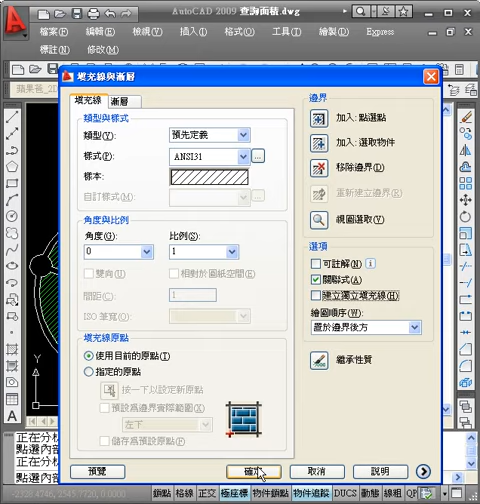 AutoCAD 2009 查詢面積.dwg
檔案(F) 編輯(E) 檢視(V) 插入(I) 格式(O) 工具(T) 繪製(D) Express
標註(N) 修改(M)
填充線與漸層
填充線 漸層
類型與樣式
類型(Y): 預先定義
樣式(P): ANSI31
樣本:
自訂樣式(M):
角度與比例
角度(G): 比例(S):
0 1
雙向(U) 相對於圖紙空間(E)
間距(C): 1
ISO 筆寬(O):
填充線原點
使用目前的原點(T)
指定的原點
按一下以設定新原點
預設為邊界實際範圍(X)
左下
儲存為預設原點(F)
邊界
加入: 點選點
加入: 選取物件
移除邊界(D)
重新建立邊界(R)
檢視選取(V)
選項
可註解(N)
關聯式(A)
建立獨立填充線(H)
繪圖順序(W):
置於邊界後方
繼承性質
預覽 確定 取消 說明
正在分析
點選內部
正在分析
點選內部
鎖點 格線 正交 極座標 物件鎖點 物件追蹤 DUCS 動態 線粗 QP